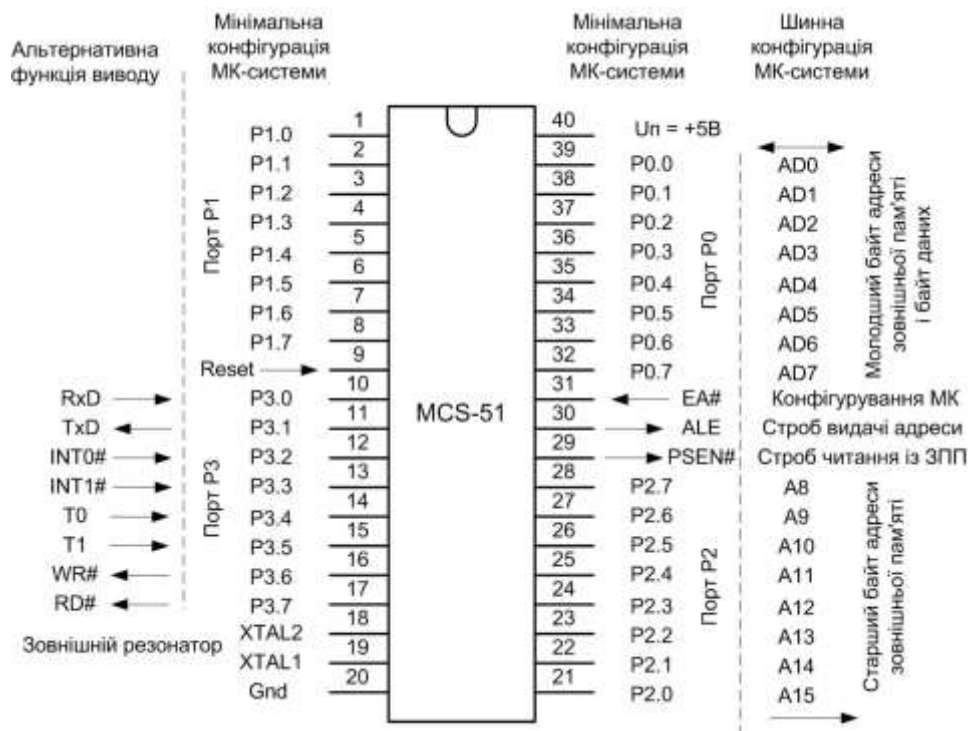 Альтернативна
функція виводу
Мінімальна
конфігурація
МК-системи
Мінімальна
конфігурація
МК-системи
Шинна
конфігурація
МК-системи
MCS-51
Порт P1
1
P1.0
2
P1.1
3
P1.2
4
P1.3
5
P1.4
6
P1.5
7
P1.6
8
P1.7
9
Reset
Порт P3
10
RxD P3.0
11
TxD P3.1
12
INT0# P3.2
13
INT1# P3.3
14
T0 P3.4
15
T1 P3.5
16
WR# P3.6
17
RD# P3.7
Зовнішній резонатор
18
XTAL2
19
XTAL1
20
Gnd
40
Uп = +5В
Порт P0
39
P0.0 AD0
38
P0.1 AD1
37
P0.2 AD2
36
P0.3 AD3
35
P0.4 AD4
34
P0.5 AD5
33
P0.6 AD6
32
P0.7 AD7
Молодший байт адреси
зовнішньої пам'яті
і байт даних
31
EA# Конфігурування МК
30
ALE Строб видачі адреси
29
PSEN# Строб читання із ЗПП
Порт P2
28
P2.7 A8
27
P2.6 A9
26
P2.5 A10
25
P2.4 A11
24
P2.3 A12
23
P2.2 A13
22
P2.1 A14
21
P2.0 A15
Старший байт адреси
зовнішньої пам'яті